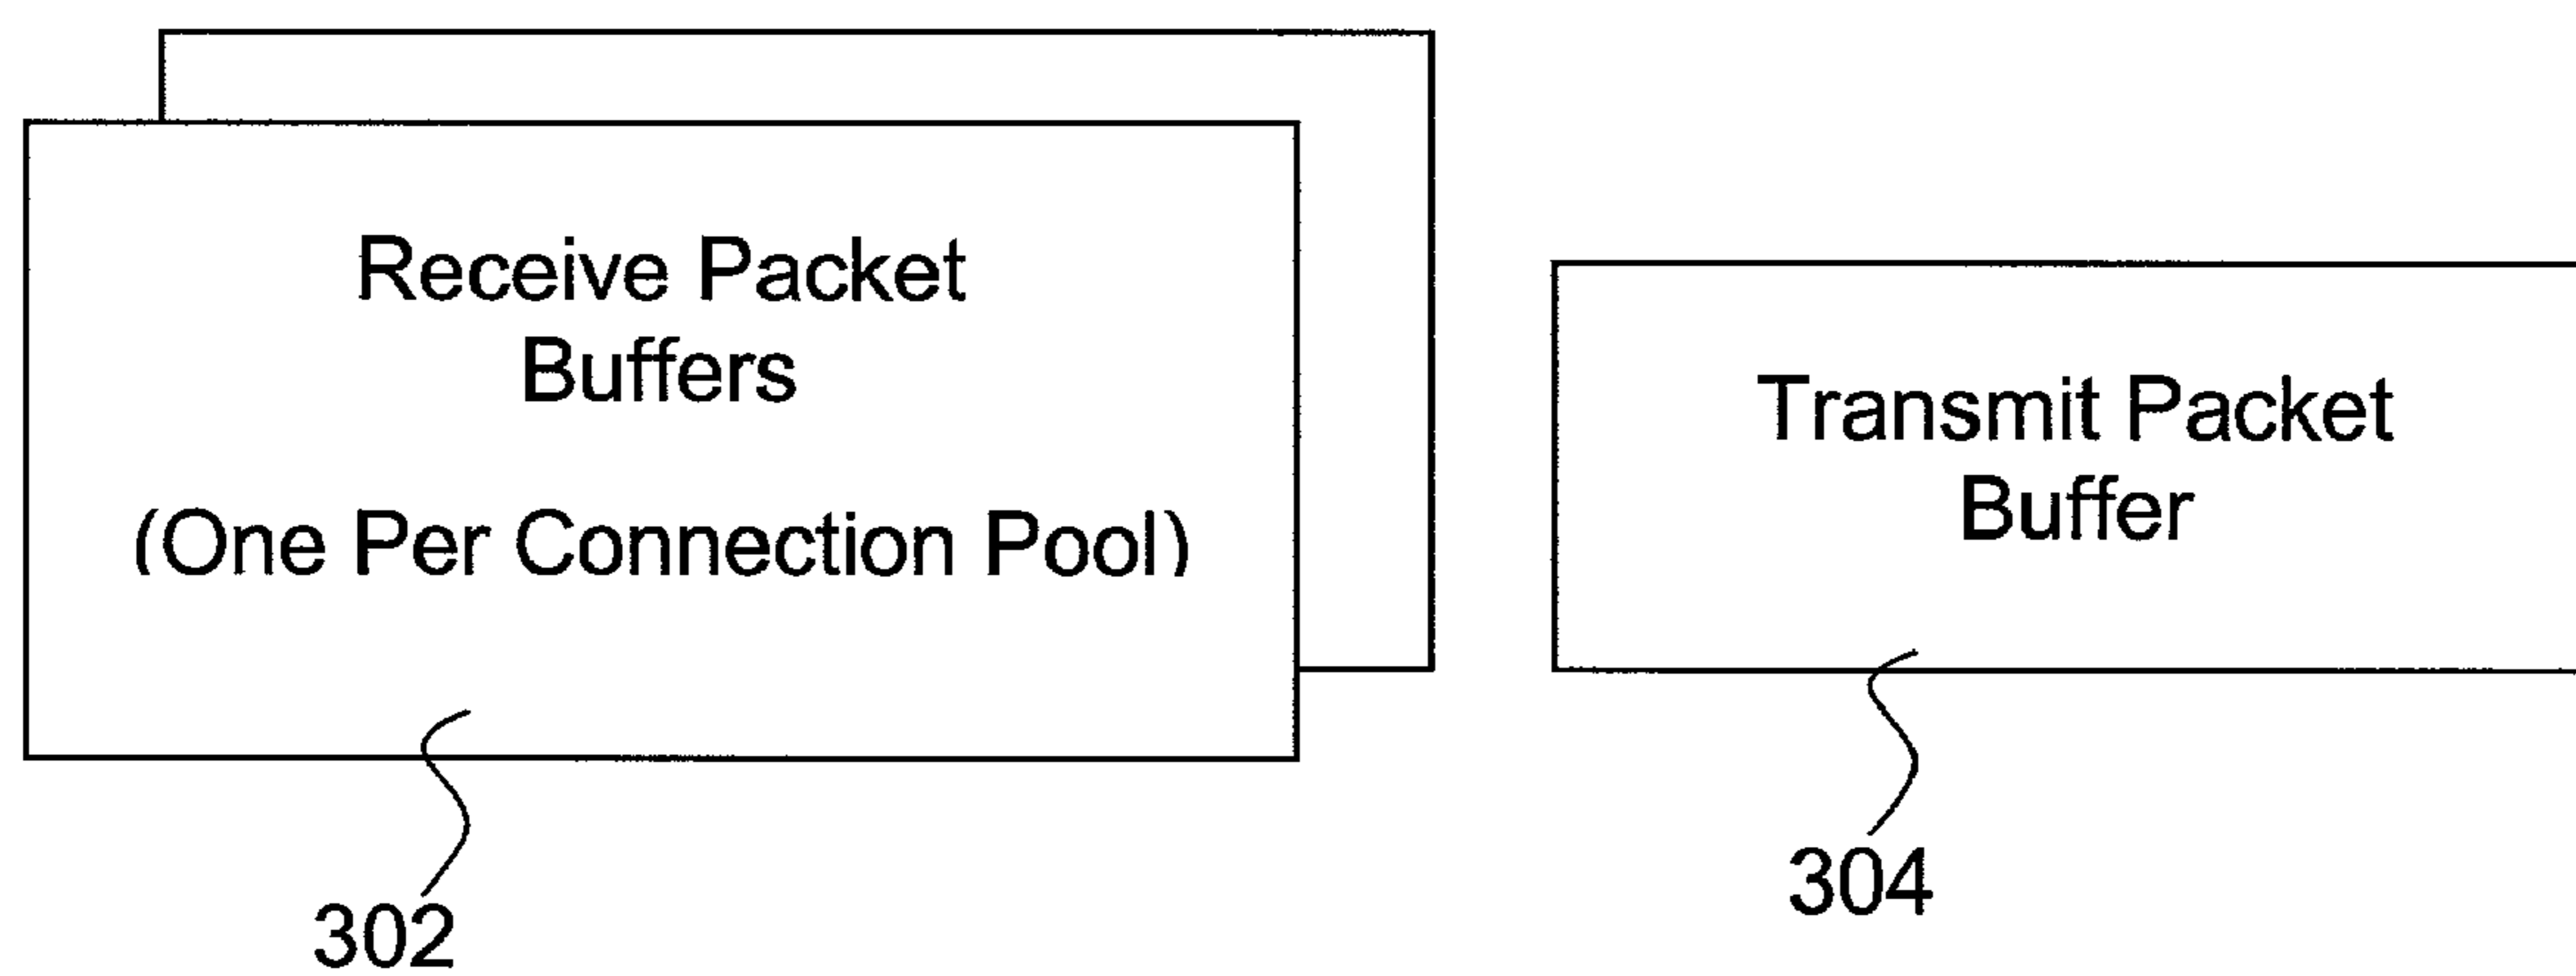 Receive Packet
Buffers
(One Per Connection Pool)
302
Transmit Packet
Buffer
304